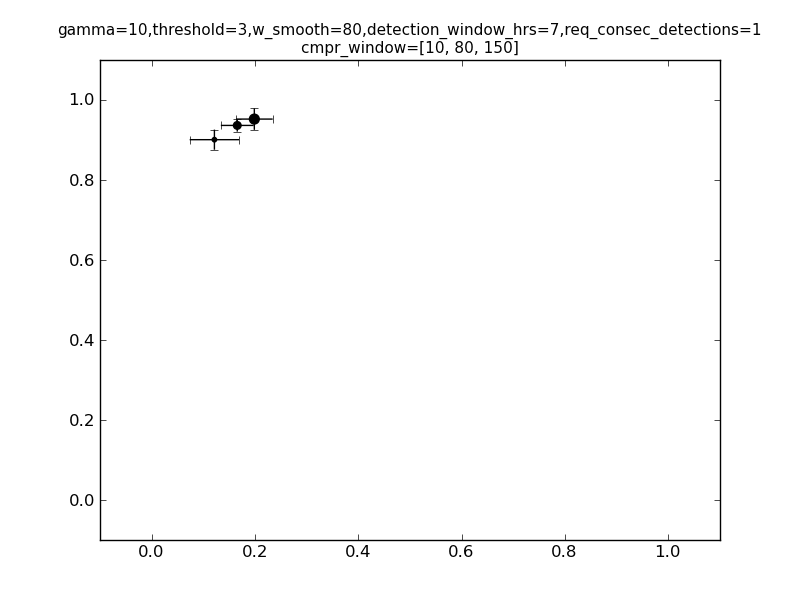 gamma=10,threshold=3,w_smooth=80,detection_window_hrs=7,req_consec_detections=1
cmpr_window=[10, 80, 150]
1.0
0.8
0.6
0.4
0.2
0.0
0.0 0.2 0.4 0.6 0.8 1.0